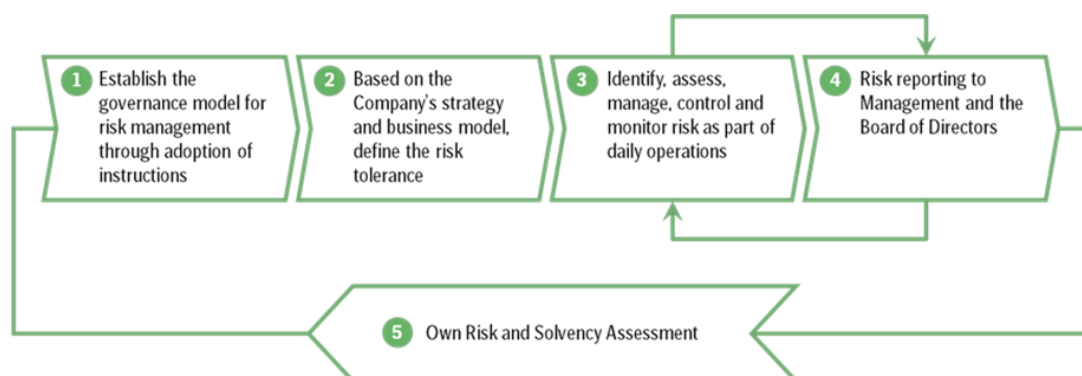 1 Establish the
governance model for
risk management
through adoption of
instructions
2 Based on the
Company's strategy
and business model,
define the risk
tolerance
3 Identify, assess,
manage, control and
monitor risk as part of
daily operations
4 Risk reporting to
Management and the
Board of Directors
5 Own Risk and Solvency Assessment